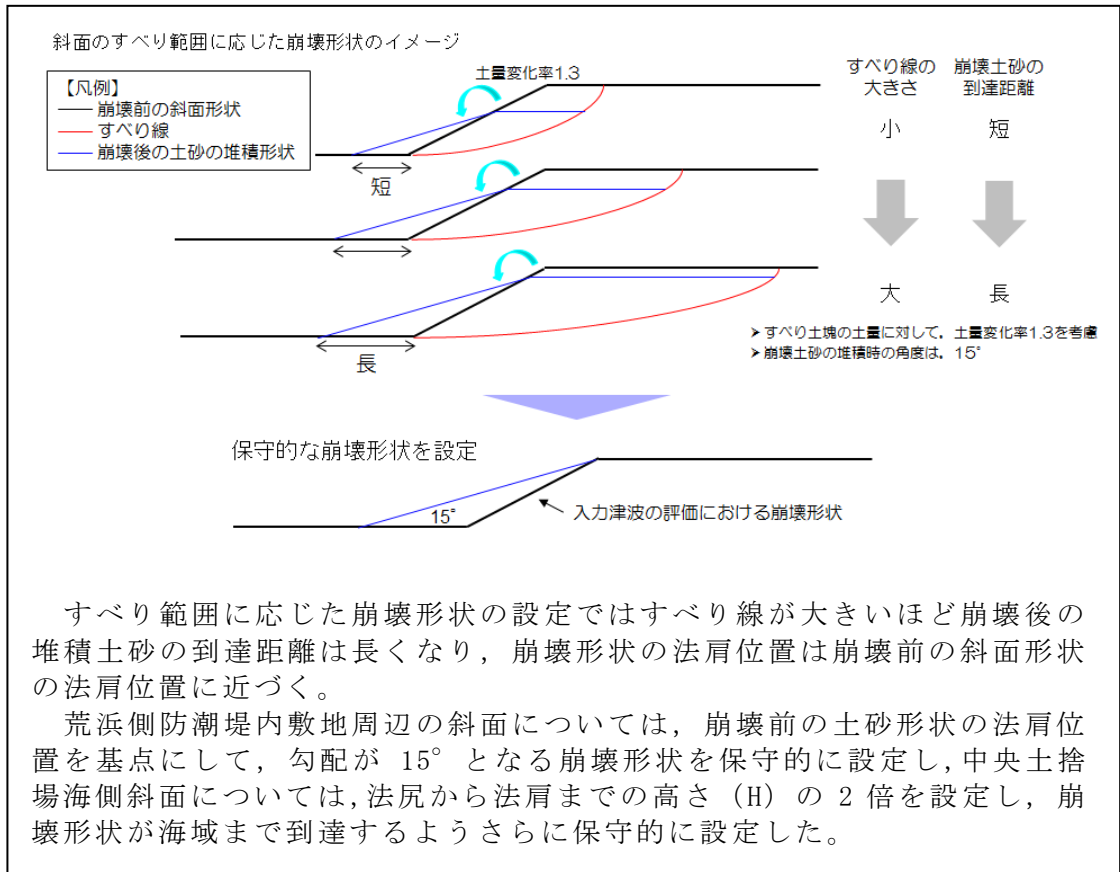 斜面のすべり範囲に応じた崩壊形状のイメージ
【凡例】
崩壊前の斜面形状
すべり線
崩壊後の土砂の堆積形状
土量変化率1.3
すべり線の
大きさ
崩壊土砂の
到達距離
小
短
短
大
長
長
➤すべり土塊の土量に対して，土量変化率1.3を考慮
➤崩壊土砂の堆積時の角度は，15°
保守的な崩壊形状を設定
15°
入力津波の評価における崩壊形状
すべり範囲に応じた崩壊形状の設定ではすべり線が大きいほど崩壊後の
堆積土砂の到達距離は長くなり，崩壊形状の法肩位置は崩壊前の斜面形状
の法肩位置に近づく。
荒浜側防潮堤内敷地周辺の斜面については，崩壊前の土砂形状の法肩位
置を基点にして，勾配が 15°となる崩壊形状を保守的に設定し,中央土捨
場海側斜面については,法尻から法肩までの高さ（H）の 2 倍を設定し，崩
壊形状が海域まで到達するようさらに保守的に設定した。